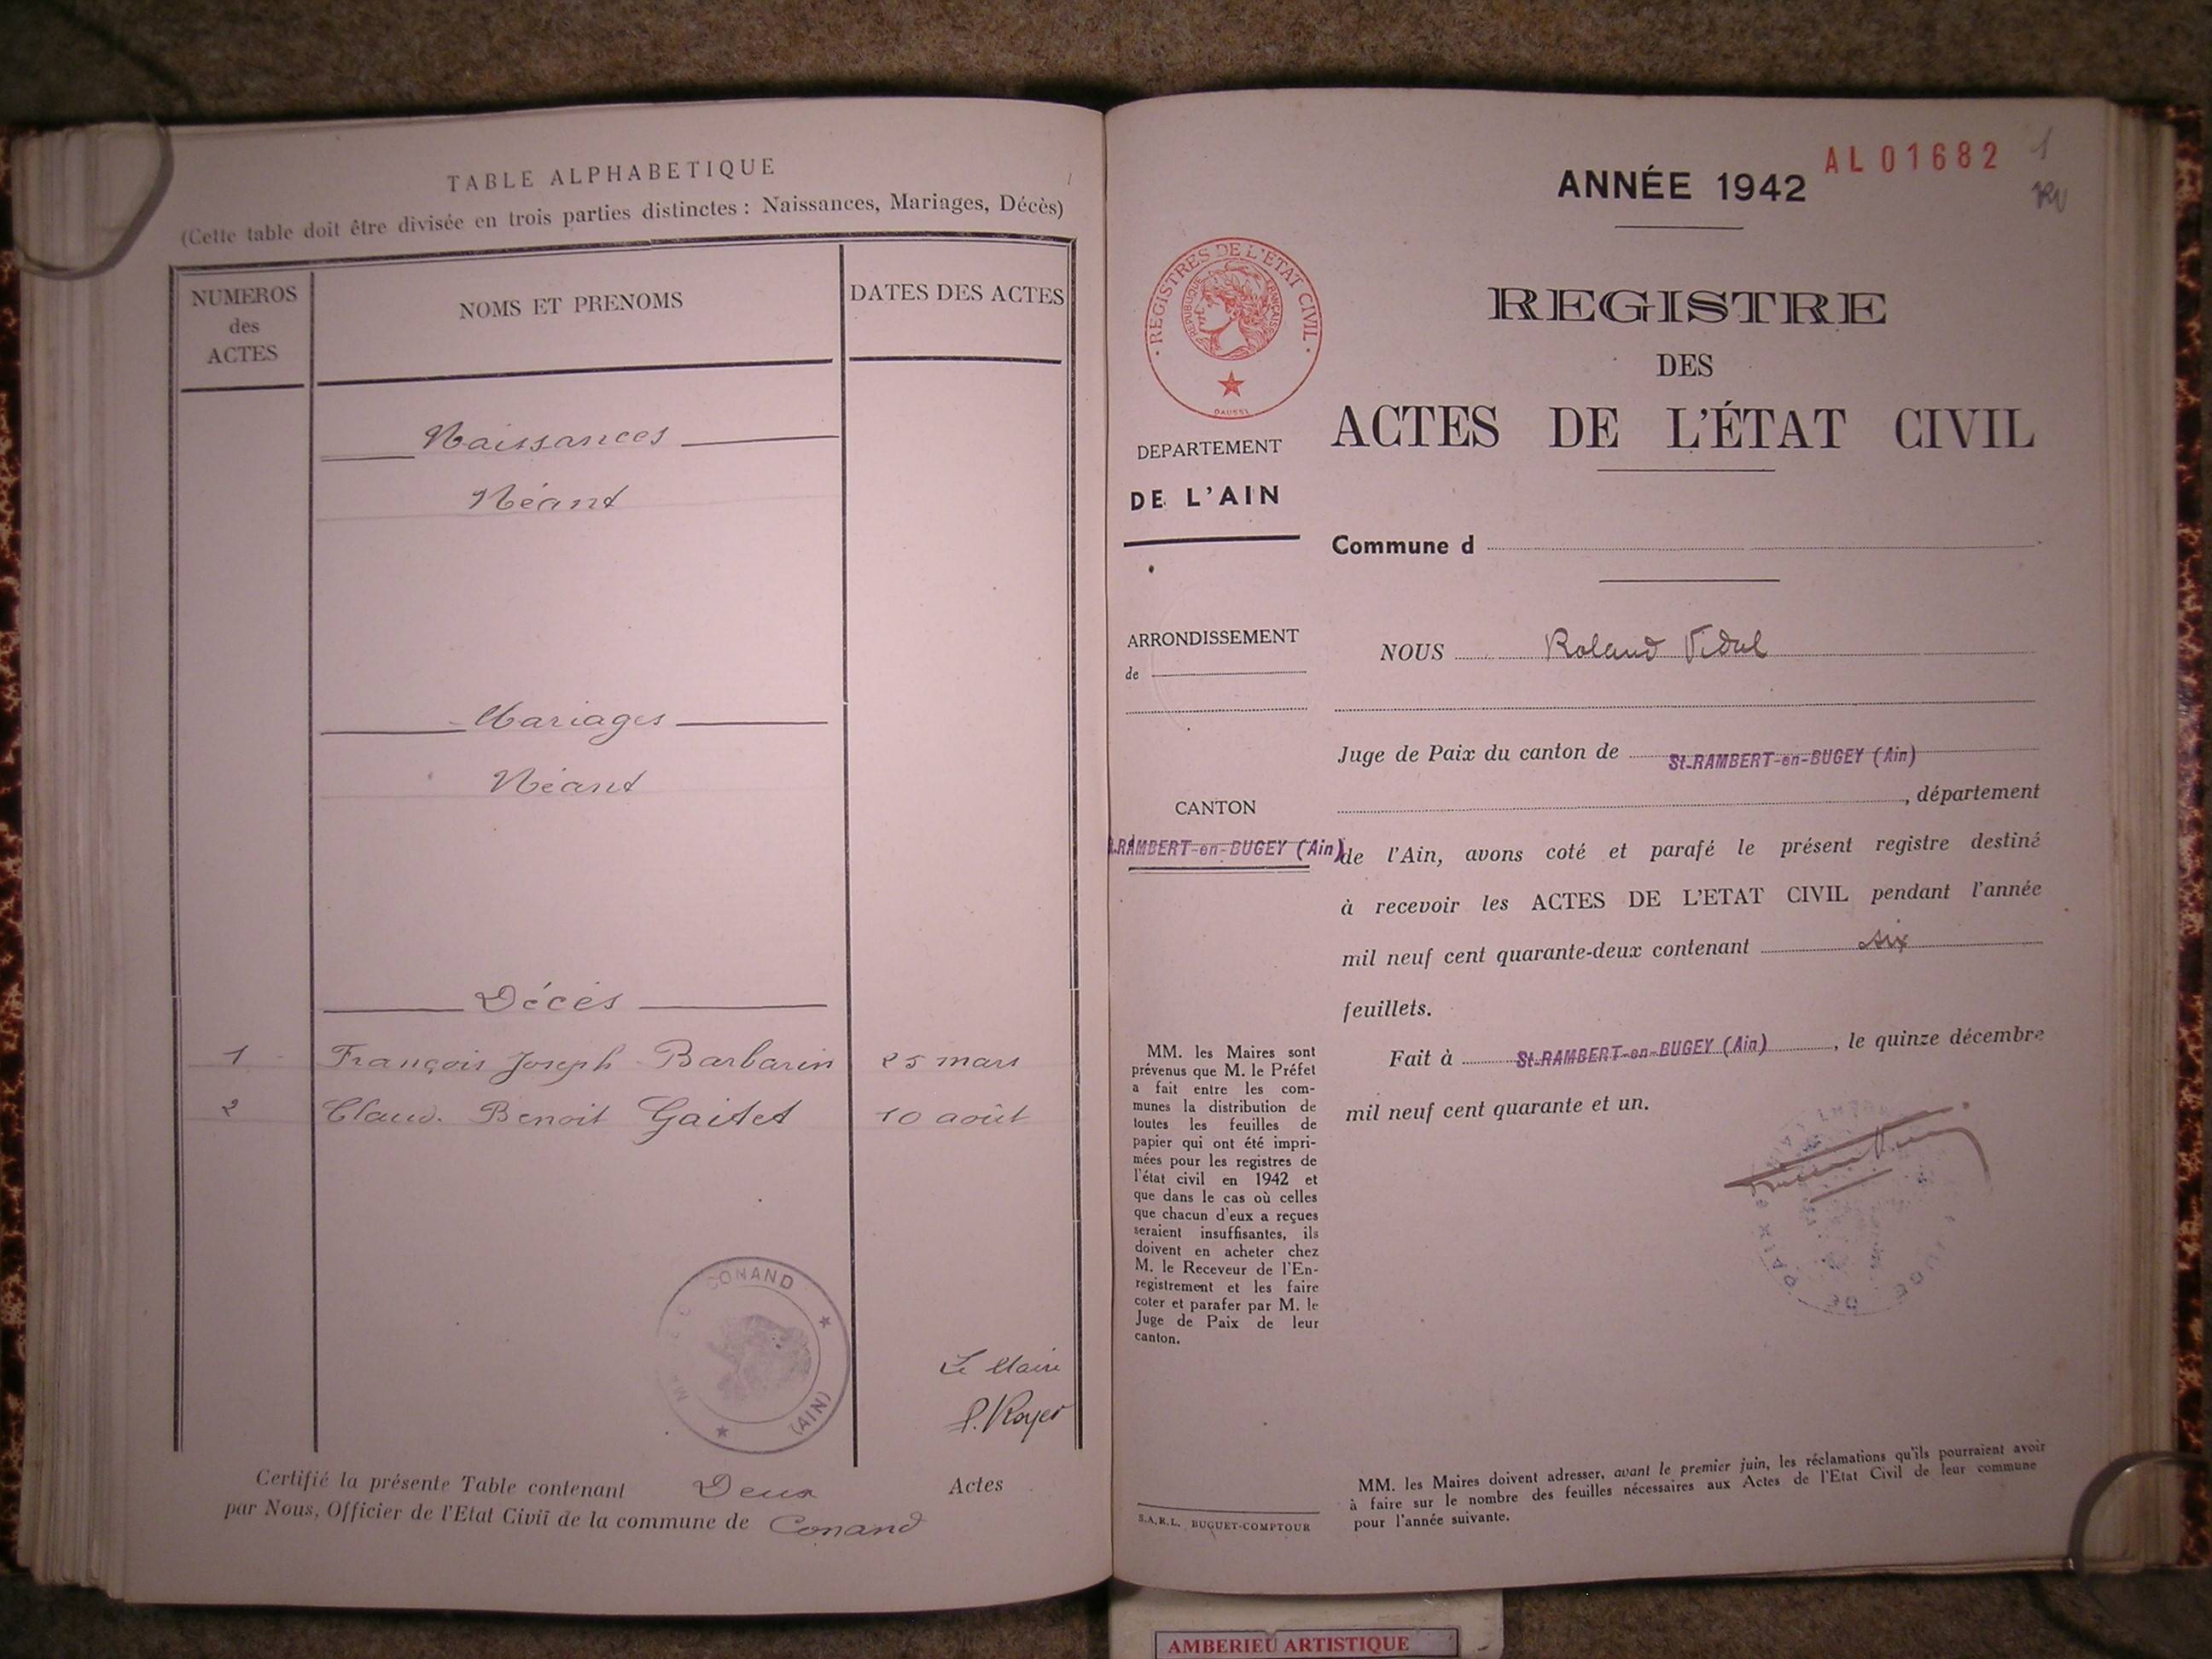 TABLE ALPHABETIQUE
(Cette table doit être divisée en trois parties distinctes : Naissances, Mariages, Décès)
NUMEROS
des
ACTES
NOMS ET PRENOMS
DATES DES ACTES
Naissances
Néant
Mariages
Néant
Décès
1 François Joseph Barbarin 25 mars
2 Claud. Benoit Gaittet 10 août
CONAND
(AIN)
Le Maire
P. Royer
Certifié la présente Table contenant Deux Actes
par Nous, Officier de l'Etat Civil de la commune de Conand
ANNÉE 1942
AL01682
1
RV
REGISTRES DE L'ETAT CIVIL
REPUBLIQUE FRANÇAISE
DEPARTEMENT
DE L'AIN
ARRONDISSEMENT
de
CANTON
.RAMBERT-en-BUGEY (Ain)
MM. les Maires sont
prévenus que M. le Préfet
a fait entre les com-
munes la distribution de
toutes les feuilles de
papier qui ont été impri-
mées pour les registres de
l'état civil en 1942 et
que dans le cas où celles
que chacun d'eux a reçues
seraient insuffisantes, ils
doivent en acheter chez
M. le Receveur de l'En-
registrement et les faire
coter et parafer par M. le
Juge de Paix de leur
canton.
S.A.R.L. BUGUET-COMPTOUR
REGISTRE
DES
ACTES DE L'ÉTAT CIVIL
Commune d
NOUS Roland Vidal
Juge de Paix du canton de St-RAMBERT-en-BUGEY (Ain)
, département
de l'Ain, avons coté et parafé le présent registre destiné
à recevoir les ACTES DE L'ETAT CIVIL pendant l'année
mil neuf cent quarante-deux contenant six
feuillets.
Fait à St-RAMBERT-en-BUGEY (Ain), le quinze décembre
mil neuf cent quarante et un.
MM. les Maires doivent adresser, avant le premier juin, les réclamations qu'ils pourraient avoir
à faire sur le nombre des feuilles nécessaires aux Actes de l'Etat Civil de leur commune
pour l'année suivante.
AMBERIEU ARTISTIQUE